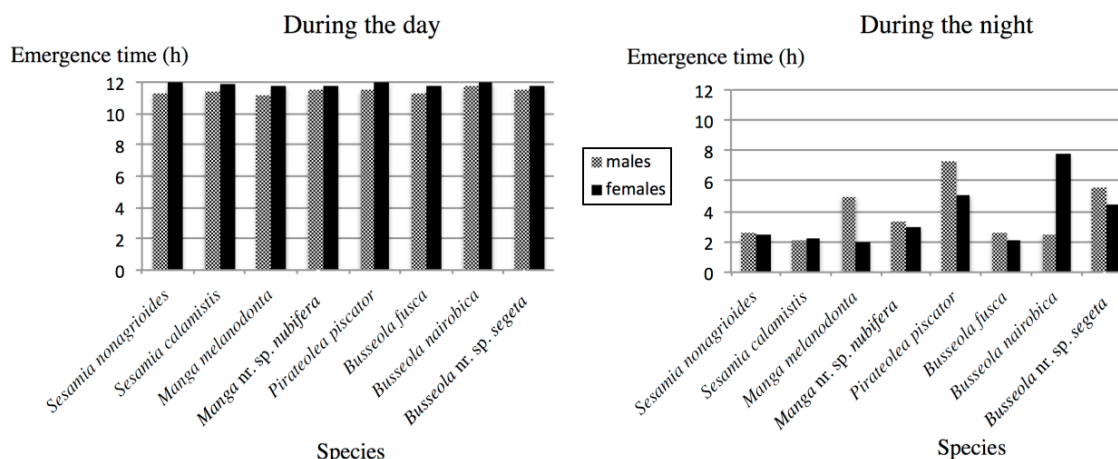 During the day
Emergence time (h)
12
10
8
6
4
2
0
Sesamia nonagrioides
Sesamia calamistis
Manga melanodonta
Manga nr. sp. nubifera
Pirateolea piscator
Busseola fusca
Busseola nairobica
Busseola nr. sp. segeta
Species
males
females
During the night
Emergence time (h)
12
10
8
6
4
2
0
Sesamia nonagrioides
Sesamia calamistis
Manga melanodonta
Manga nr. sp. nubifera
Pirateolea piscator
Busseola fusca
Busseola nairobica
Busseola nr. sp. segeta
Species